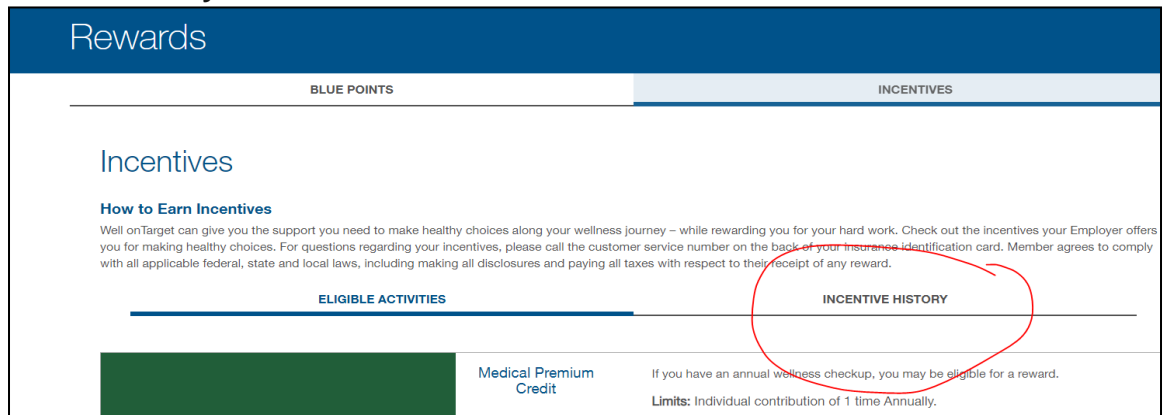 Rewards
BLUE POINTS
INCENTIVES
Incentives
How to Earn Incentives
Well onTarget can give you the support you need to make healthy choices along your wellness journey – while rewarding you for your hard work. Check out the incentives your Employer offers
you for making healthy choices. For questions regarding your incentives, please call the customer service number on the back of your insurance identification card. Member agrees to comply
with all applicable federal, state and local laws, including making all disclosures and paying all taxes with respect to their receipt of any reward.
ELIGIBLE ACTIVITIES
INCENTIVE HISTORY
Medical Premium
Credit
If you have an annual wellness checkup, you may be eligible for a reward.
Limits: Individual contribution of 1 time Annually.